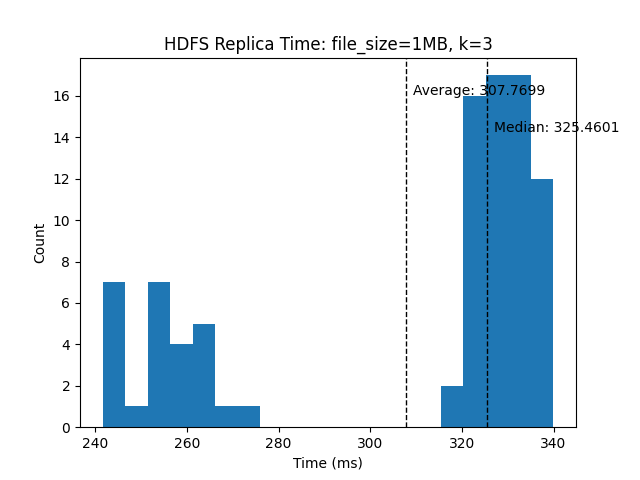 HDFS Replica Time: file_size=1MB, k=3
16
14
12
10
8
6
4
2
0
Count
Average: 307.7699
Median: 325.4601
240 260 280 300 320 340
Time (ms)